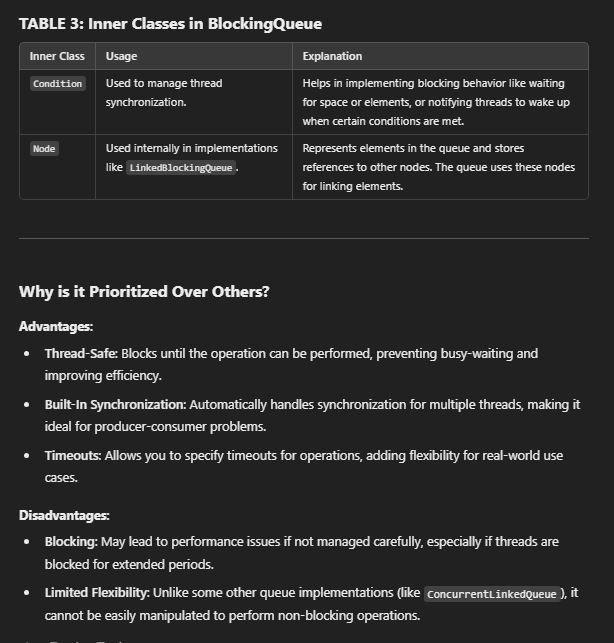 TABLE 3: Inner Classes in BlockingQueue
Inner Class Usage Explanation
Condition Used to manage thread Helps in implementing blocking behavior like waiting
synchronization. for space or elements, or notifying threads to wake up
when certain conditions are met.
Node Used internally in implementations Represents elements in the queue and stores
like LinkedBlockingQueue. references to other nodes. The queue uses these nodes
for linking elements.
Why is it Prioritized Over Others?
Advantages:
• Thread-Safe: Blocks until the operation can be performed, preventing busy-waiting and
improving efficiency.
• Built-In Synchronization: Automatically handles synchronization for multiple threads, making it
ideal for producer-consumer problems.
• Timeouts: Allows you to specify timeouts for operations, adding flexibility for real-world use
cases.
Disadvantages:
• Blocking: May lead to performance issues if not managed carefully, especially if threads are
blocked for extended periods.
• Limited Flexibility: Unlike some other queue implementations (like ConcurrentLinkedQueue), it
cannot be easily manipulated to perform non-blocking operations.